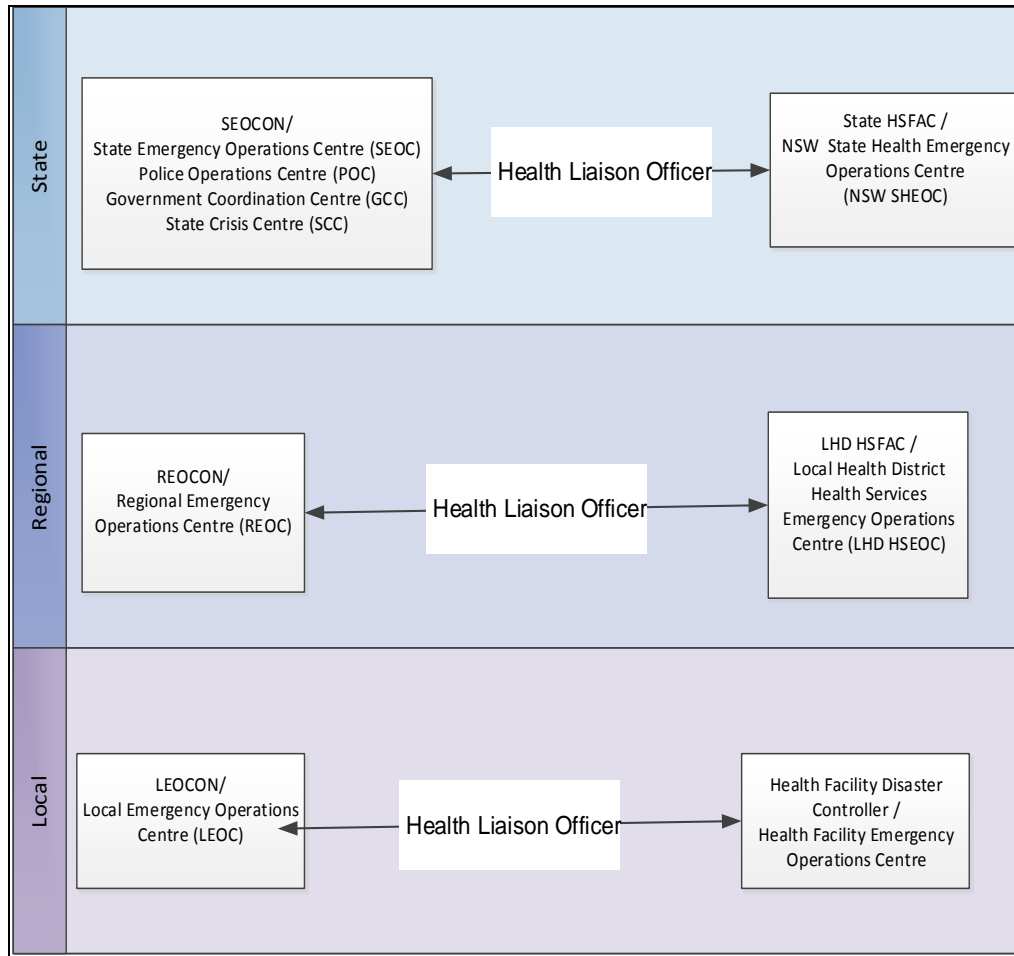 State
SEOCON/
State Emergency Operations Centre (SEOC)
Police Operations Centre (POC)
Government Coordination Centre (GCC)
State Crisis Centre (SCC)
Health Liaison Officer
State HSFAC /
NSW State Health Emergency
Operations Centre
(NSW SHEOC)
Regional
REOCON/
Regional Emergency
Operations Centre (REOC)
Health Liaison Officer
LHD HSFAC /
Local Health District
Health Services
Emergency Operations
Centre (LHD HSEOC)
Local
LEOCON/
Local Emergency Operations
Centre (LEOC)
Health Liaison Officer
Health Facility Disaster
Controller /
Health Facility Emergency
Operations Centre